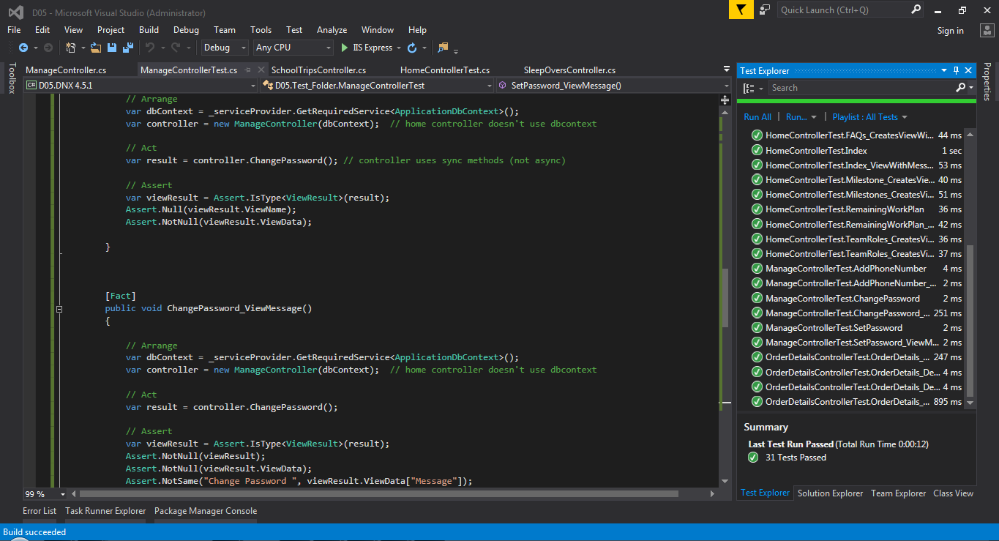 D05 - Microsoft Visual Studio (Administrator)
Quick Launch (Ctrl+Q)
File Edit View Project Build Debug Team Tools Test Analyze Window Help
Sign in
Debug Any CPU IIS Express
Toolbox
ManageController.cs ManageControllerTest.cs SchoolTripsController.cs HomeControllerTest.cs SleepOversController.cs
C# D05.DNX 4.5.1 D05.Test_Folder.ManageControllerTest SetPassword_ViewMessage()
// Arrange
var dbContext = _serviceProvider.GetRequiredService<ApplicationDbContext>();
var controller = new ManageController(dbContext);  // home controller doesn't use dbcontext
// Act
var result = controller.ChangePassword(); // controller uses sync methods (not async)
// Assert
var viewResult = Assert.IsType<ViewResult>(result);
Assert.Null(viewResult.ViewName);
Assert.NotNull(viewResult.ViewData);
}
[Fact]
public void ChangePassword_ViewMessage()
{
// Arrange
var dbContext = _serviceProvider.GetRequiredService<ApplicationDbContext>();
var controller = new ManageController(dbContext);  // home controller doesn't use dbcontext
// Act
var result = controller.ChangePassword();
// Assert
var viewResult = Assert.IsType<ViewResult>(result);
Assert.NotNull(viewResult);
Assert.NotNull(viewResult.ViewData);
Assert.NotSame("Change Password ", viewResult.ViewData["Message"]);
99 %
Test Explorer
Search
Run All | Run... | Playlist : All Tests
HomeControllerTest.FAQs_CreatesViewWi... 44 ms
HomeControllerTest.Index 1 sec
HomeControllerTest.Index_ViewWithMess... 53 ms
HomeControllerTest.Milestone_CreatesVie... 40 ms
HomeControllerTest.Milestones_CreatesVi... 51 ms
HomeControllerTest.RemainingWorkPlan 36 ms
HomeControllerTest.RemainingWorkPlan_... 42 ms
HomeControllerTest.TeamRoles_CreatesVi... 36 ms
HomeControllerTest.TeamRoles_CreatesVi... 37 ms
ManageControllerTest.AddPhoneNumber 4 ms
ManageControllerTest.AddPhoneNumber_... 2 ms
ManageControllerTest.ChangePassword 2 ms
ManageControllerTest.ChangePassword_... 251 ms
ManageControllerTest.SetPassword 2 ms
ManageControllerTest.SetPassword_ViewM... 2 ms
OrderDetailsControllerTest.OrderDetails_... 247 ms
OrderDetailsControllerTest.OrderDetails_De... 4 ms
OrderDetailsControllerTest.OrderDetails_De... 4 ms
OrderDetailsControllerTest.OrderDetails_... 895 ms
Summary
Last Test Run Passed (Total Run Time 0:00:12)
31 Tests Passed
Test Explorer Solution Explorer Team Explorer Class View
Properties
Error List Task Runner Explorer Package Manager Console
Build succeeded